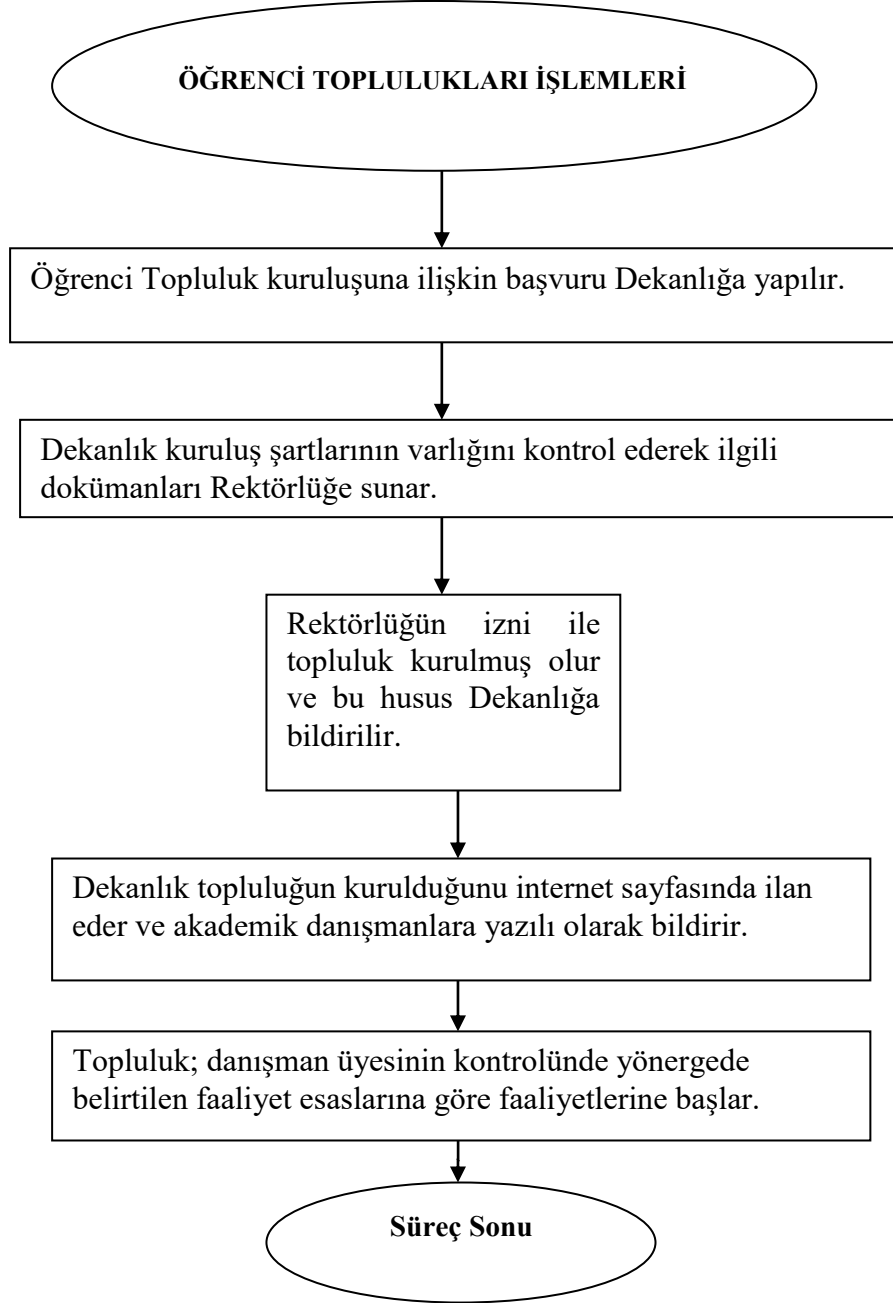 ÖĞRENCİ TOPLULUKLARI İŞLEMLERİ
Öğrenci Topluluk kuruluşuna ilişkin başvuru Dekanlığa yapılır.
Dekanlık kuruluş şartlarının varlığını kontrol ederek ilgili
dokümanları Rektörlüğe sunar.
Rektörlüğün izni ile
topluluk kurulmuş olur
ve bu husus Dekanlığa
bildirilir.
Dekanlık topluluğun kurulduğunu internet sayfasında ilan
eder ve akademik danışmanlara yazılı olarak bildirir.
Topluluk; danışman üyesinin kontrolünde yönergede
belirtilen faaliyet esaslarına göre faaliyetlerine başlar.
Süreç Sonu